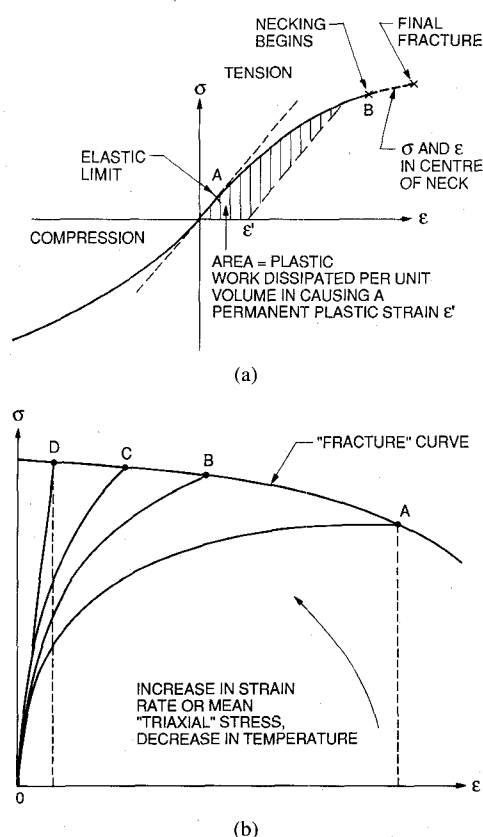 NECKING
BEGINS
FINAL
FRACTURE
TENSION
σ
B
ELASTIC
LIMIT
A
σ AND ε
IN CENTRE
OF NECK
ε'
ε
COMPRESSION
AREA = PLASTIC
WORK DISSIPATED PER UNIT
VOLUME IN CAUSING A
PERMANENT PLASTIC STRAIN ε'
(a)
σ
D
C
B
"FRACTURE" CURVE
A
INCREASE IN STRAIN
RATE OR MEAN
"TRIAXIAL" STRESS,
DECREASE IN TEMPERATURE
0
ε
(b)